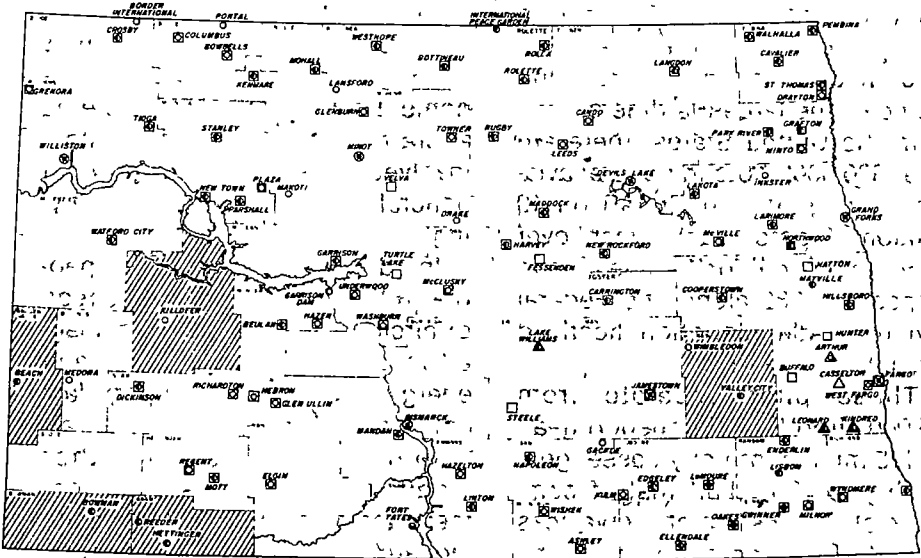 BORDER
INTERNATIONAL
PORTAL
INTERNATIONAL
PEACE GARDEN
CROSBY
COLUMBUS
BOWBELLS
WESTHOPE
ROLETTE
ROLLA
WALHALLA
PEMBINA
MOHALL
KENMARE
BOTTINEAU
ROLETTE
LANGDON
CAVALIER
GRENORA
LANSFORD
GLENBURN
ST THOMAS
DRAYTON
TIOGA
STANLEY
TOWNER
RUGBY
CANDO
LEEDS
PARK RIVER
GRAFTON
MINTO
WILLISTON
MINOT
NEW TOWN
PLAZA
MAKOTI
PARSHALL
VELVA
DEVILS LAKE
LAKOTA
INKSTER
DRAKE
MADDOCK
LARIMORE
GRAND
FORKS
WATFORD CITY
HARVEY
NEW ROCKFORD
McVILLE
NORTHWOOD
GARRISON
TURTLE
LAKE
FESSENDEN
HATTON
MAYVILLE
GARRISON
DAM
UNDERWOOD
McCLUSKY
CARRINGTON
COOPERSTOWN
HILLSBORO
KILLDEER
BEULAH
HAZEN
WASHBURN
LAKE
WILLIAMS
WIMBLEDON
HUNTER
ARTHUR
BEACH
MEDORA
DICKINSON
RICHARDTON
HEBRON
GLEN ULLIN
JAMESTOWN
VALLEY CITY
BUFFALO
CASSELTON
FARGO
WEST FARGO
STEELE
BISMARCK
MANDAN
LEONARD
KINDRED
GACKLE
ENDERLIN
REGENT
MOTT
ELGIN
HAZELTON
NAPOLEON
LISBON
BOWMAN
REEDER
HETTINGER
FORT
YATES
LINTON
WISHEK
KULM
EDGELEY
LaMOURE
GWINNER
MILNOR
WYNDMERE
OAKES
ASHLEY
ELLENDALE